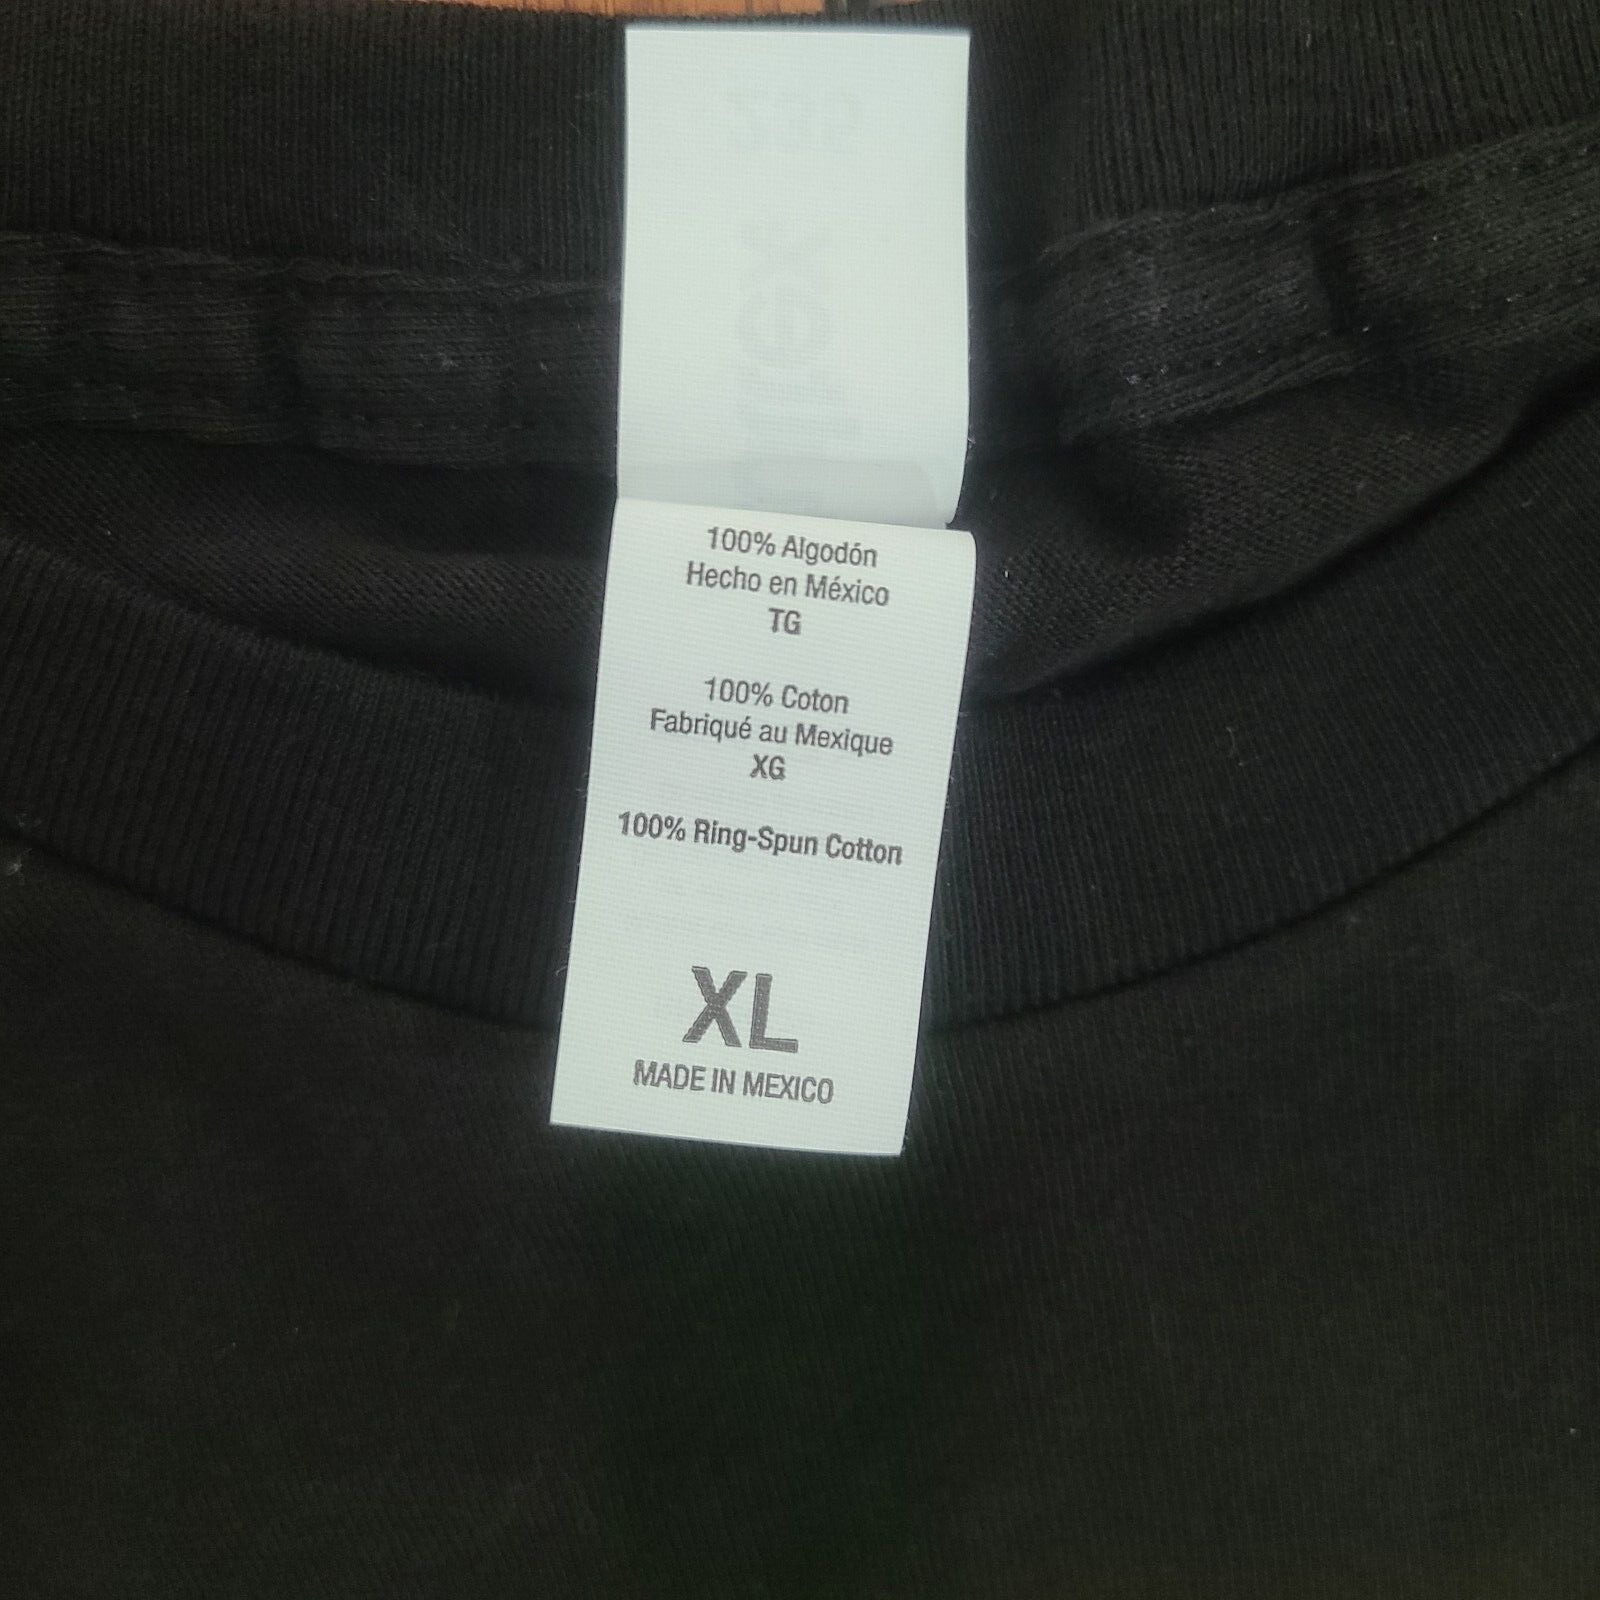 100% Algodón
Hecho en México
TG
100% Coton
Fabriqué au Mexique
XG
100% Ring-Spun Cotton
XL
MADE IN MEXICO